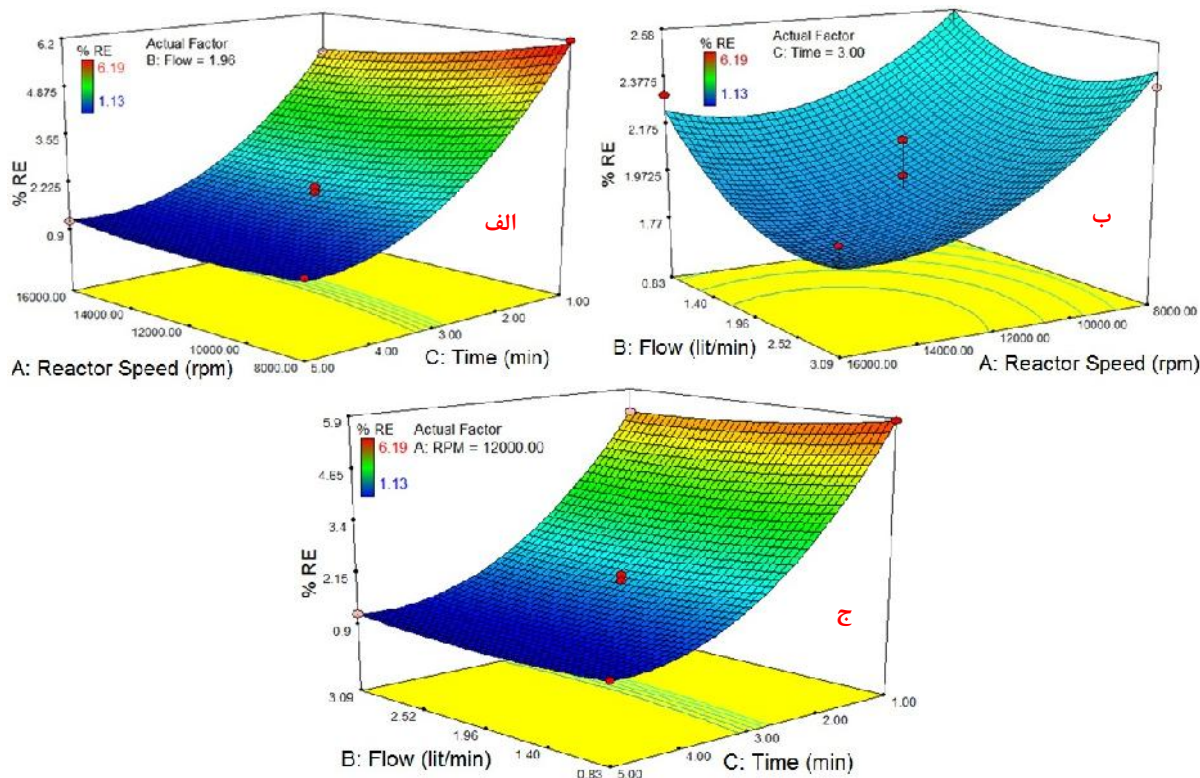 % RE
6.19
1.13
Actual Factor
B: Flow = 1.96
6.2
4.875
3.55
2.225
0.9
% RE
الف
16000.00
14000.00
12000.00
10000.00
8000.00
A: Reactor Speed (rpm)
5.00
4.00
3.00
2.00
1.00
C: Time (min)
% RE
6.19
1.13
Actual Factor
C: Time = 3.00
2.58
2.3775
2.175
1.9725
1.77
% RE
ب
0.83
1.40
1.96
2.52
3.09
B: Flow (lit/min)
16000.00
14000.00
12000.00
10000.00
8000.00
A: Reactor Speed (rpm)
% RE
6.19
1.13
Actual Factor
A: RPM = 12000.00
5.9
4.65
3.4
2.15
0.9
% RE
ج
3.09
2.52
1.96
1.40
0.83
B: Flow (lit/min)
5.00
4.00
3.00
2.00
1.00
C: Time (min)